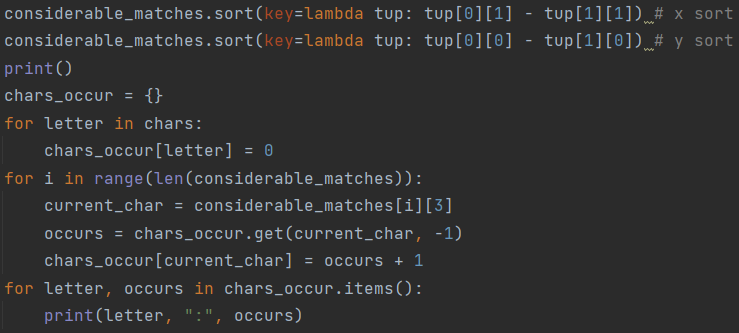 considerable_matches.sort(key=lambda tup: tup[0][1] - tup[1][1]) # x sort
considerable_matches.sort(key=lambda tup: tup[0][0] - tup[1][0]) # y sort
print()
chars_occur = {}
for letter in chars:
    chars_occur[letter] = 0
for i in range(len(considerable_matches)):
    current_char = considerable_matches[i][3]
    occurs = chars_occur.get(current_char, -1)
    chars_occur[current_char] = occurs + 1
for letter, occurs in chars_occur.items():
    print(letter, ":", occurs)